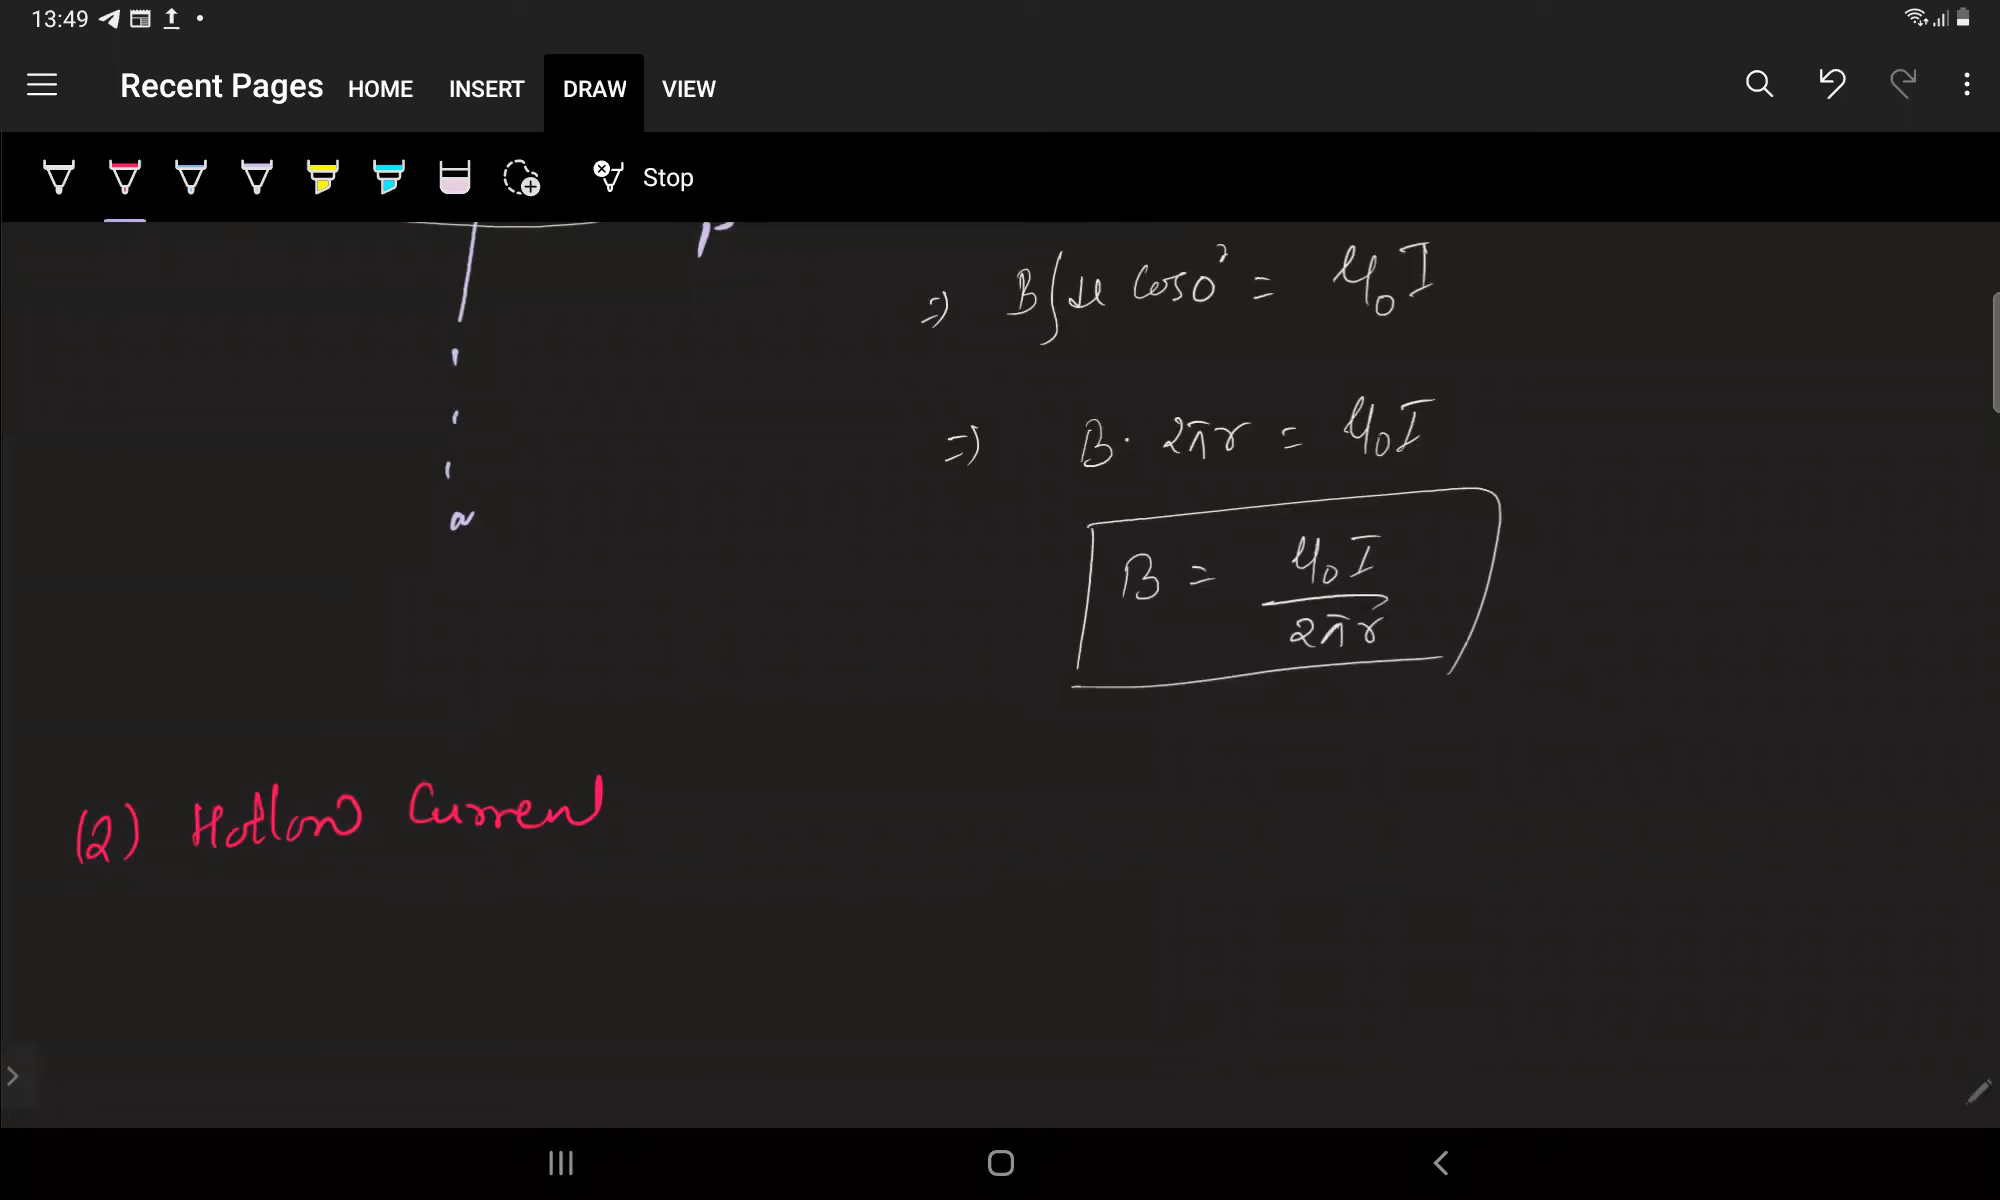 13:49
Recent Pages HOME INSERT DRAW VIEW
Stop
⇒ B∫dl cos0° = μ₀I
⇒ B. 2πr = μ₀I
B = μ₀I / 2πr
(2) Hollow Current